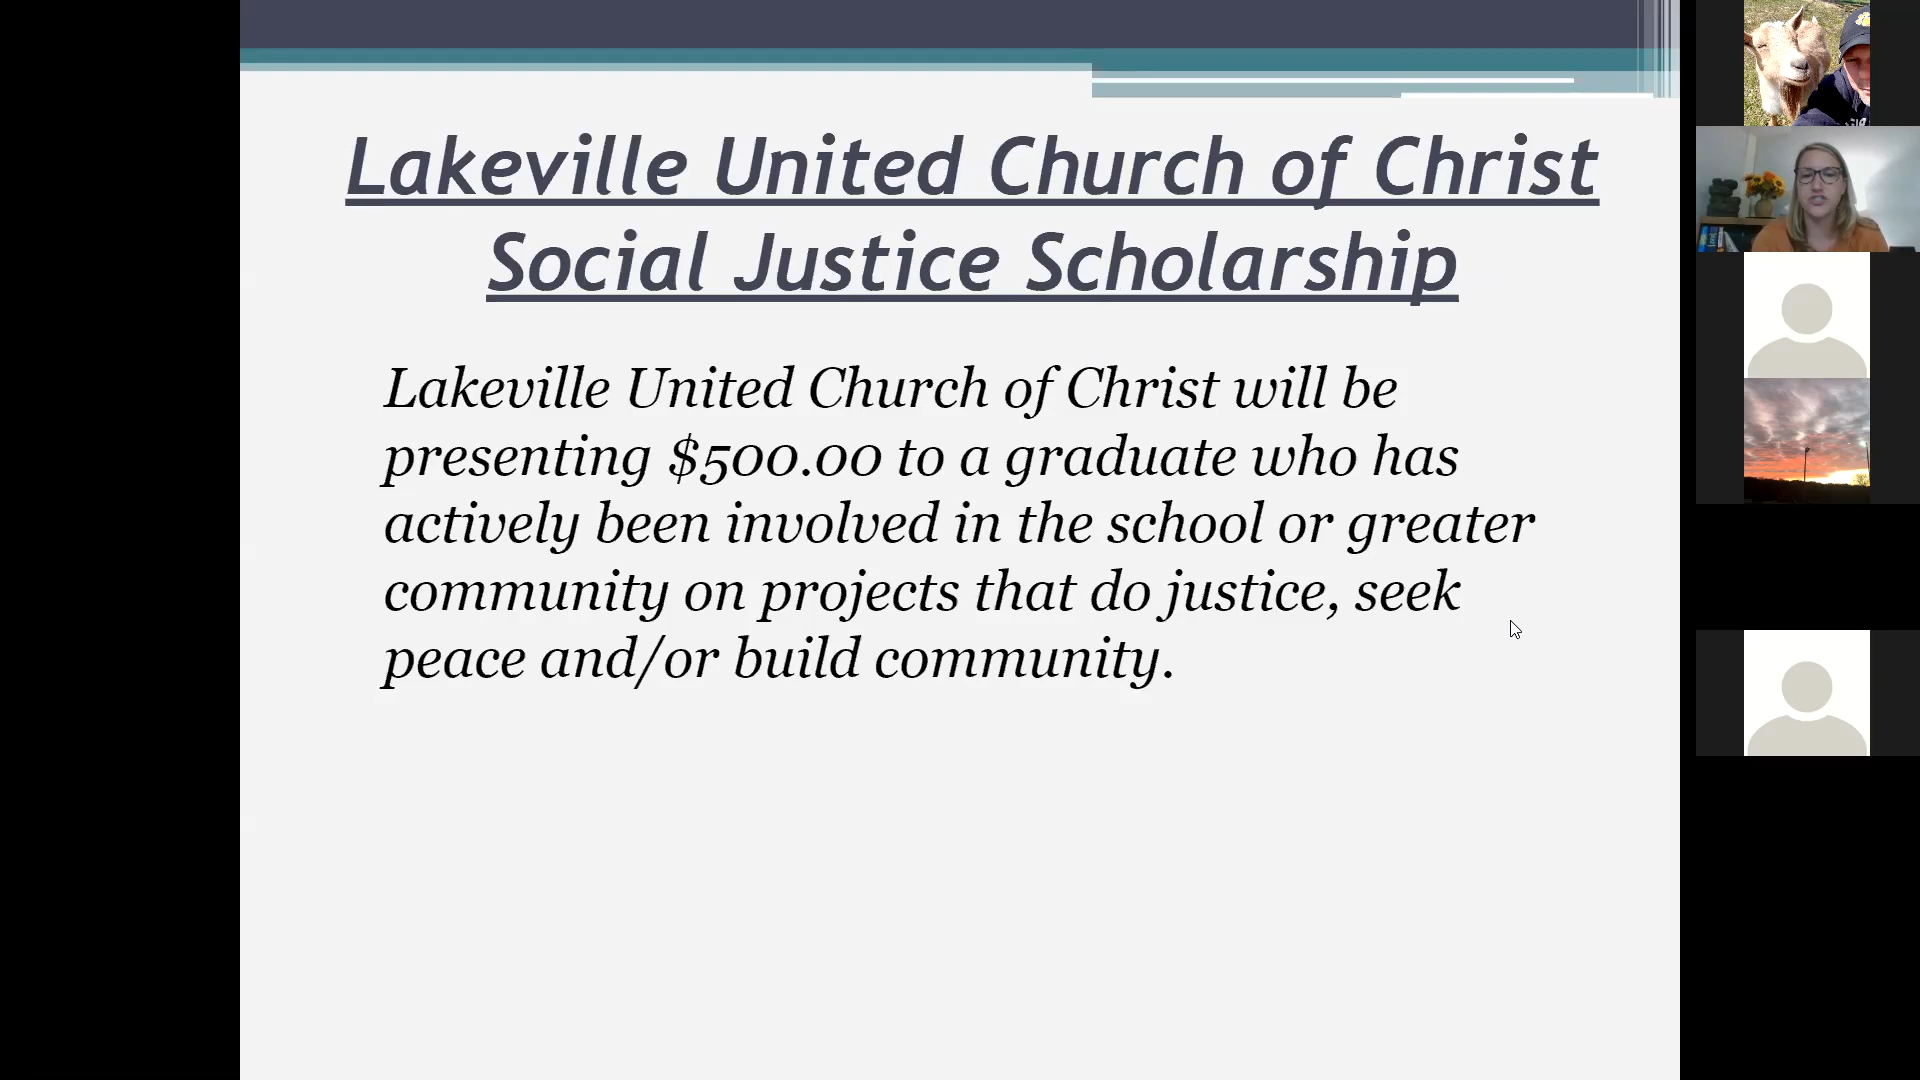 Lakeville United Church of Christ
Social Justice Scholarship
Lakeville United Church of Christ will be
presenting $500.00 to a graduate who has
actively been involved in the school or greater
community on projects that do justice, seek
peace and/or build community.